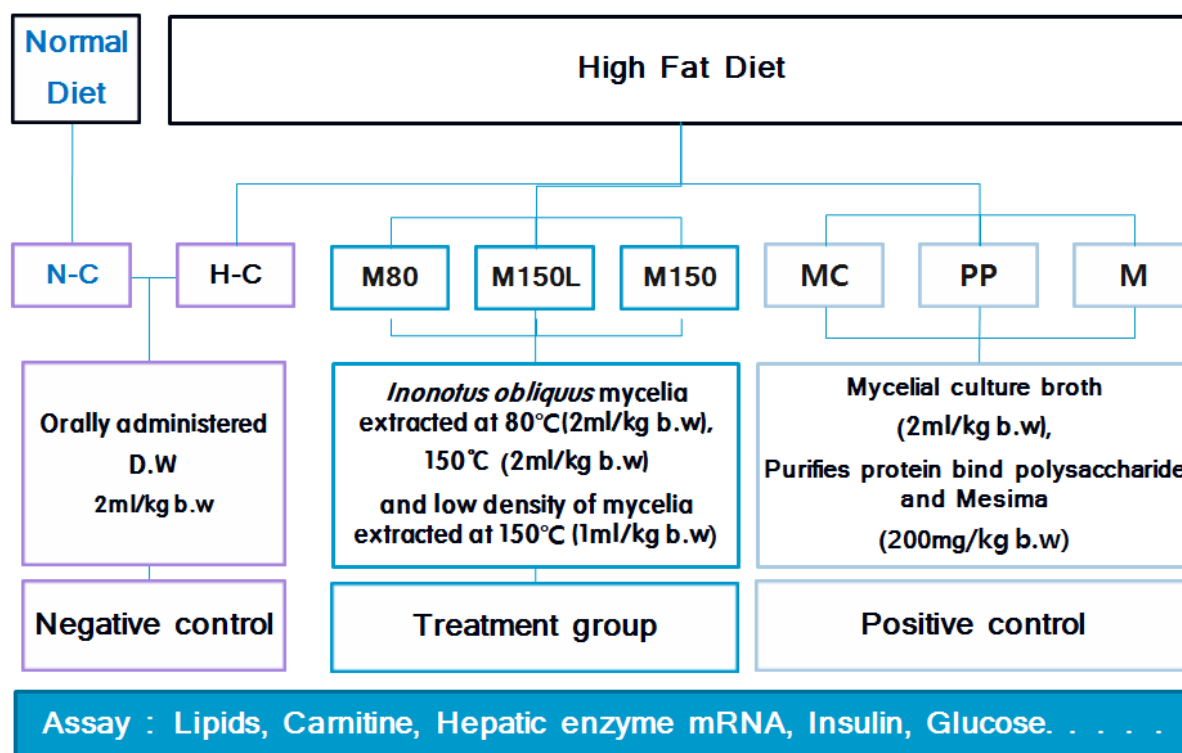 Normal
Diet
High Fat Diet
N-C
H-C
M80
M150L
M150
MC
PP
M
Orally administered
D.W
2ml/kg b.w
Inonotus obliquus mycelia
extracted at 80℃(2ml/kg b.w),
150℃ (2ml/kg b.w)
and low density of mycelia
extracted at 150℃ (1ml/kg b.w)
Mycelial culture broth
(2ml/kg b.w),
Purifies protein bind polysaccharide
and Mesima
(200mg/kg b.w)
Negative control
Treatment group
Positive control
Assay : Lipids, Carnitine, Hepatic enzyme mRNA, Insulin, Glucose. . . . . .